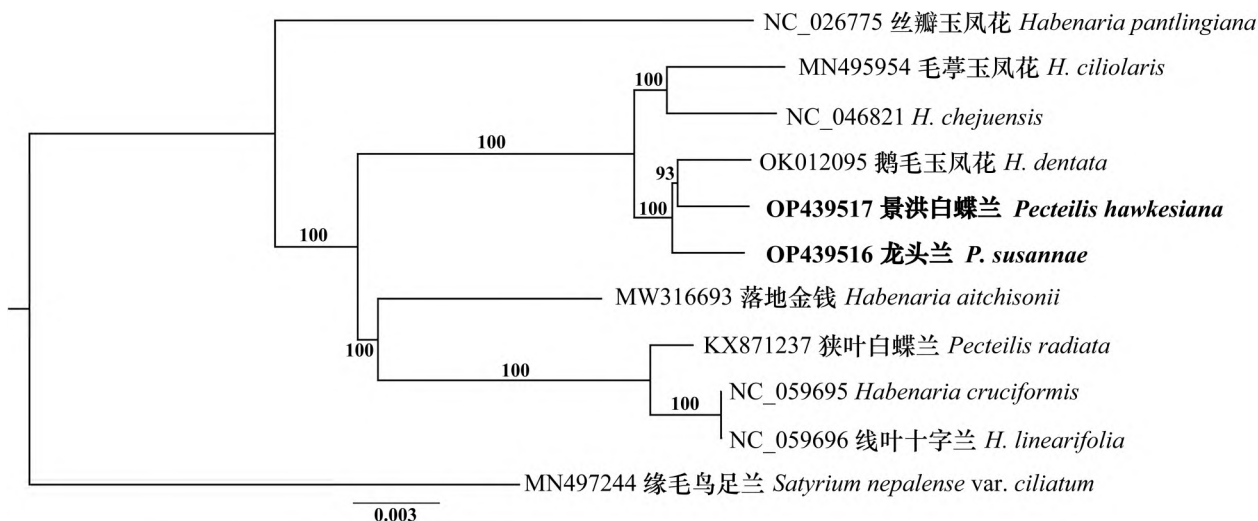 NC_026775 丝瓣玉凤花 Habenaria pantlingiana
MN495954 毛葶玉凤花 H. ciliolaris
100
NC_046821 H. chejuensis
100
OK012095 鹅毛玉凤花 H. dentata
93
OP439517 景洪白蝶兰 Pecteilis hawkesiana
100
100
OP439516 龙头兰 P. susannae
MW316693 落地金钱 Habenaria aitchisonii
100
KX871237 狭叶白蝶兰 Pecteilis radiata
100
NC_059695 Habenaria cruciformis
100
NC_059696 线叶十字兰 H. linearifolia
MN497244 缘毛鸟足兰 Satyrium nepalense var. ciliatum
0.003